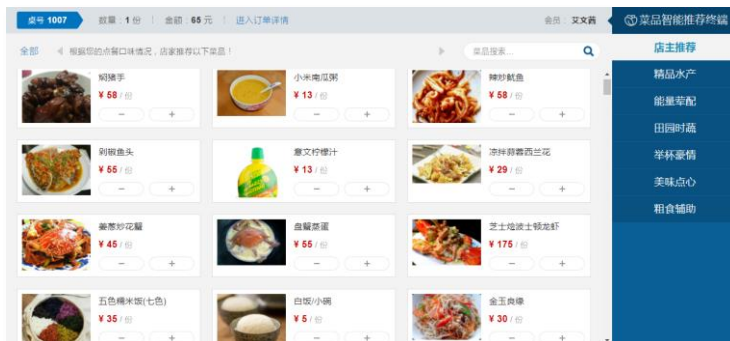 桌号 1007
数量：1 份
金额：65 元
进入订单详情
会员：艾文茜
菜品智能推荐终端
全部
根据您的点餐口味情况，店家推荐以下菜品！
菜品搜索...
店主推荐
精品水产
能量荤配
田园时蔬
举杯豪情
美味点心
粗食辅助
焖猪手
¥ 58 / 份
－ ＋
小米南瓜粥
¥ 13 / 份
－ ＋
辣炒鱿鱼
¥ 58 / 份
－ ＋
剁椒鱼头
¥ 55 / 份
－ ＋
意文柠檬汁
¥ 13 / 份
－ ＋
凉拌蒜蓉西兰花
¥ 29 / 份
－ ＋
姜葱炒花蟹
¥ 45 / 份
－ ＋
盘蟹蒸蛋
¥ 55 / 份
－ ＋
芝士烩波士顿龙虾
¥ 175 / 份
－ ＋
五色糯米饭(七色)
¥ 35 / 份
－ ＋
白饭/小碗
¥ 5 / 份
－ ＋
金玉良缘
¥ 30 / 份
－ ＋